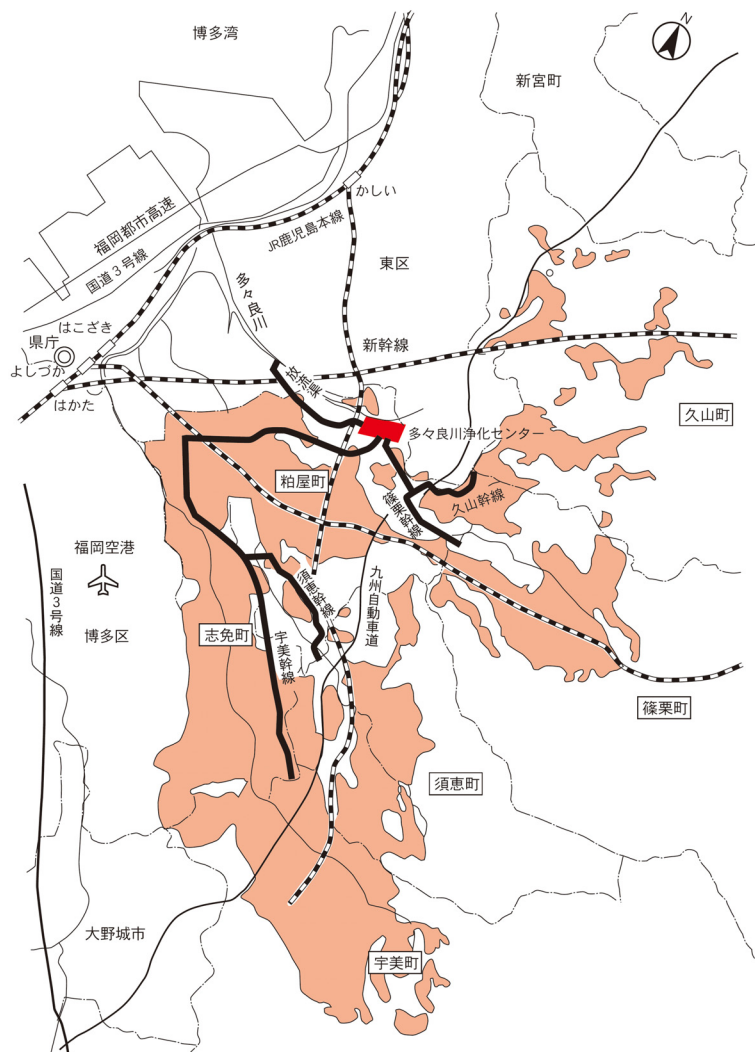 N
博多湾
新宮町
かしい
福岡都市高速
JR鹿児島本線
国道3号線
東区
多々良川
はこざき
県庁
新幹線
よしづか
はかた
放流渠
久山町
多々良川浄化センター
粕屋町
久山幹線
篠栗幹線
福岡空港
国道3号線
須恵幹線
九州自動車道
博多区
志免町
宇美幹線
篠栗町
須恵町
大野城市
宇美町